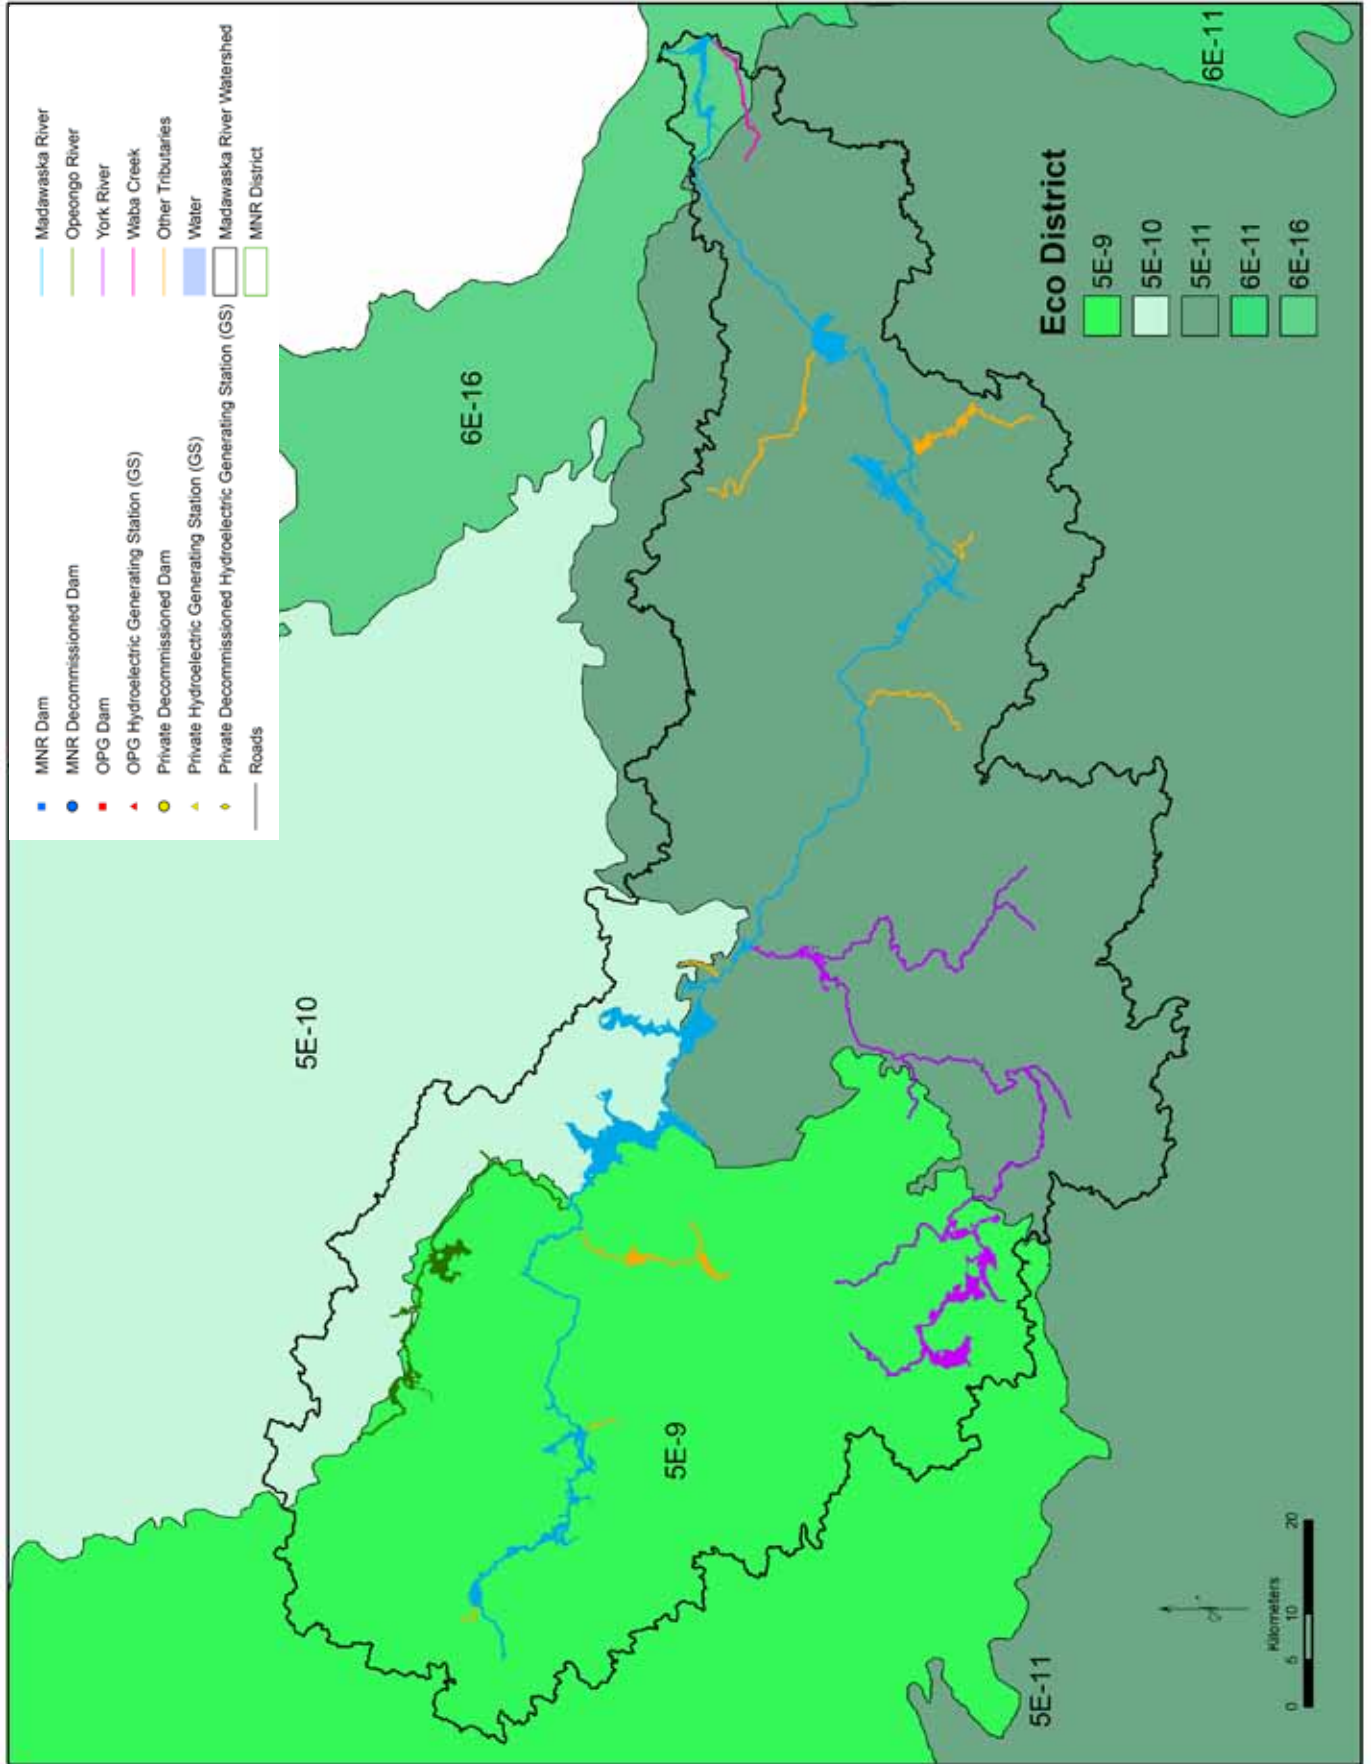 MNR Dam
MNR Decommissioned Dam
OPG Dam
OPG Hydroelectric Generating Station (GS)
Private Decommissioned Dam
Private Hydroelectric Generating Station (GS)
Private Decommissioned Hydroelectric Generating Station (GS)
Roads
Madawaska River
Opeongo River
York River
Waba Creek
Other Tributaries
Water
Madawaska River Watershed
MNR District
5E-10
6E-16
5E-9
5E-11
6E-11
Eco District
5E-9
5E-10
5E-11
6E-11
6E-16
Kilometers
0 5 10 20